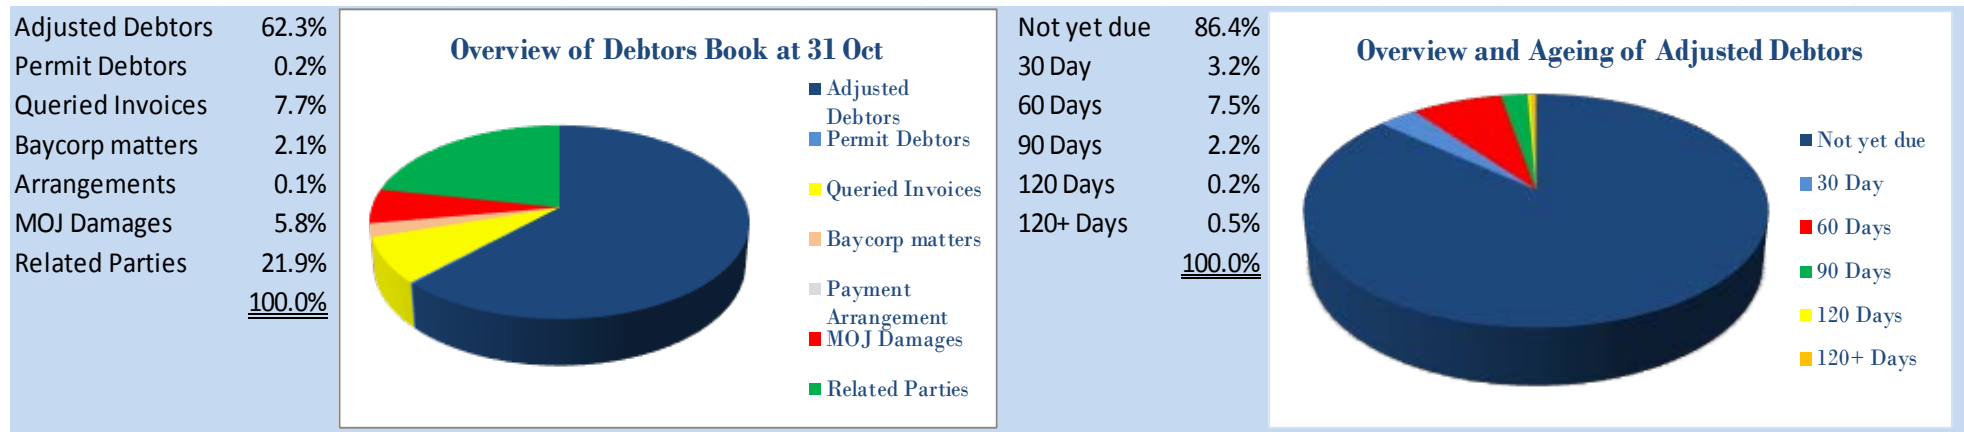 Adjusted Debtors 62.3%
Permit Debtors 0.2%
Queried Invoices 7.7%
Baycorp matters 2.1%
Arrangements 0.1%
MOJ Damages 5.8%
Related Parties 21.9%
100.0%
Overview of Debtors Book at 31 Oct
Adjusted
Debtors
Permit Debtors
Queried Invoices
Baycorp matters
Payment
Arrangement
MOJ Damages
Related Parties
Not yet due 86.4%
30 Day 3.2%
60 Days 7.5%
90 Days 2.2%
120 Days 0.2%
120+ Days 0.5%
100.0%
Overview and Ageing of Adjusted Debtors
Not yet due
30 Day
60 Days
90 Days
120 Days
120+ Days